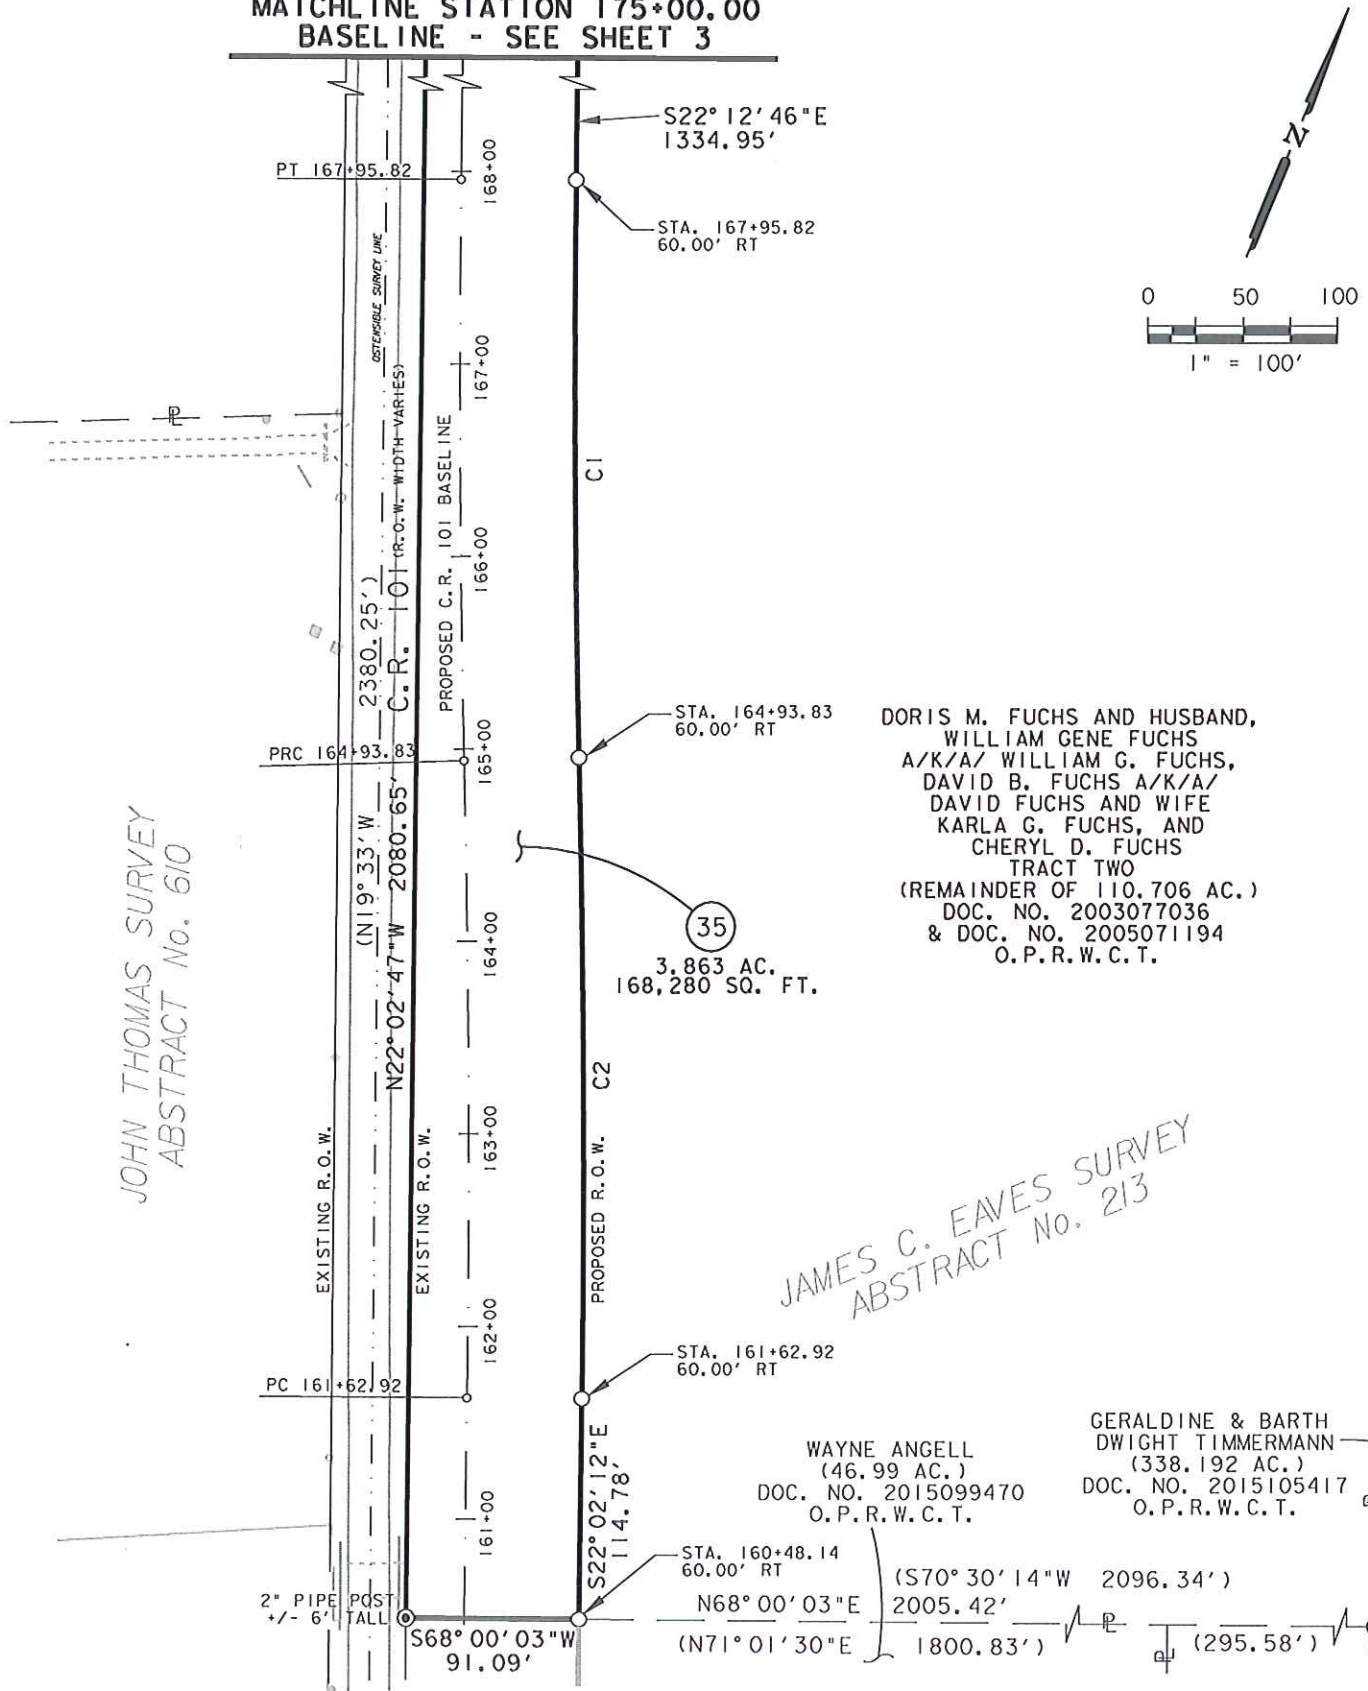 MATCHLINE STATION 175+00.00
BASELINE - SEE SHEET 3
S22°12'46"E
1334.95'
N
PT 167+95.82
168+00
STA. 167+95.82
60.00' RT
0 50 100
1" = 100'
OSTENSIBLE SURVEY LINE
167+00
PROPOSED C.R. 101 BASELINE
C.R. 101 (R.O.W. WIDTH VARIES)
C1
166+00
(N19°33'W 2380.25')
N22°02'47"W 2080.65'
STA. 164+93.83
60.00' RT
PRC 164+93.83
165+00
DORIS M. FUCHS AND HUSBAND,
WILLIAM GENE FUCHS
A/K/A/ WILLIAM G. FUCHS,
DAVID B. FUCHS A/K/A/
DAVID FUCHS AND WIFE
KARLA G. FUCHS, AND
CHERYL D. FUCHS
TRACT TWO
(REMAINDER OF 110.706 AC.)
DOC. NO. 2003077036
& DOC. NO. 2005071194
O.P.R.W.C.T.
JOHN THOMAS SURVEY
ABSTRACT No. 610
35
3.863 AC.
168,280 SQ. FT.
164+00
C2
163+00
EXISTING R.O.W.
EXISTING R.O.W.
PROPOSED R.O.W.
JAMES C. EAVES SURVEY
ABSTRACT No. 213
162+00
STA. 161+62.92
60.00' RT
PC 161+62.92
S22°02'12"E
114.78'
161+00
WAYNE ANGELL
(46.99 AC.)
DOC. NO. 2015099470
O.P.R.W.C.T.
GERALDINE & BARTH
DWIGHT TIMMERMANN
(338.192 AC.)
DOC. NO. 2015105417
O.P.R.W.C.T.
STA. 160+48.14
60.00' RT
2" PIPE POST
+/- 6' TALL
S68°00'03"W
91.09'
(S70°30'14"W 2096.34')
N68°00'03"E 2005.42'
(N71°01'30"E 1800.83')
(295.58')